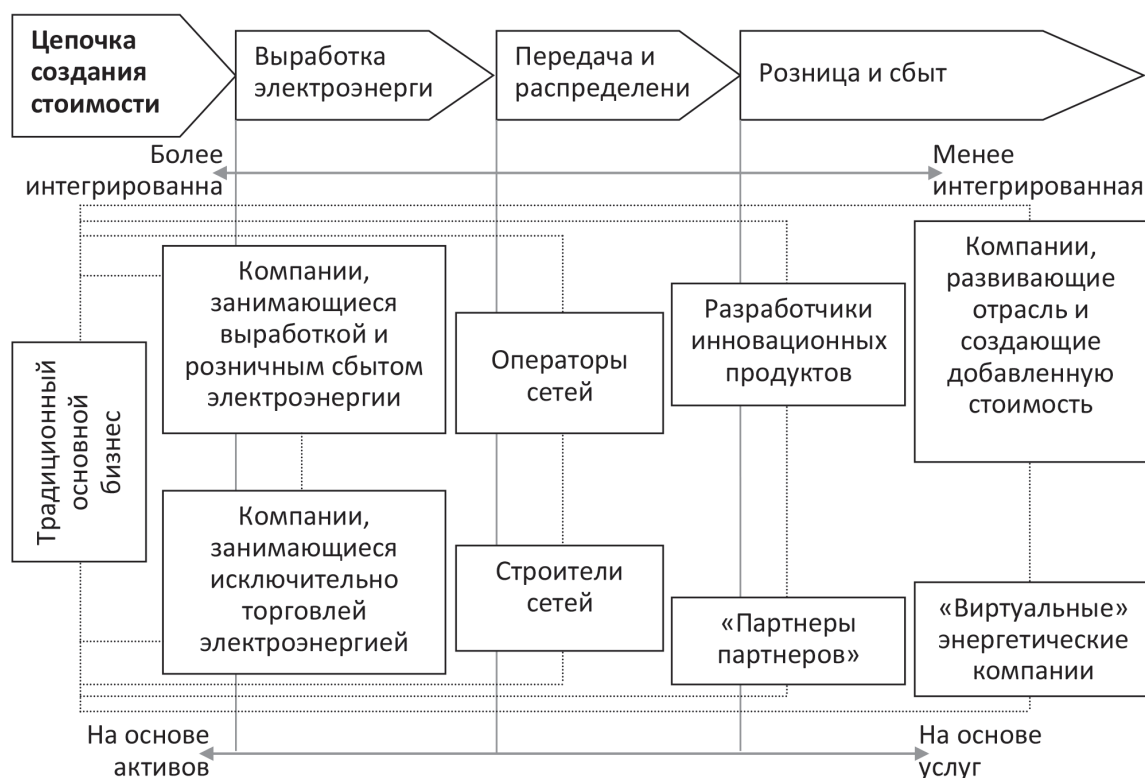 Цепочка
создания
стоимости
Выработка
электроэнерги
Передача и
распределени
Розница и сбыт
Более
интегрированна
Менее
интегрированная
Традиционный
основной
бизнес
Компании,
занимающиеся
выработкой и
розничным сбытом
электроэнергии
Операторы
сетей
Разработчики
инновационных
продуктов
Компании,
развивающие
отрасль и
создающие
добавленную
стоимость
Компании,
занимающиеся
исключительно
торговлей
электроэнергией
Строители
сетей
«Партнеры
партнеров»
«Виртуальные»
энергетические
компании
На основе
активов
На основе
услуг